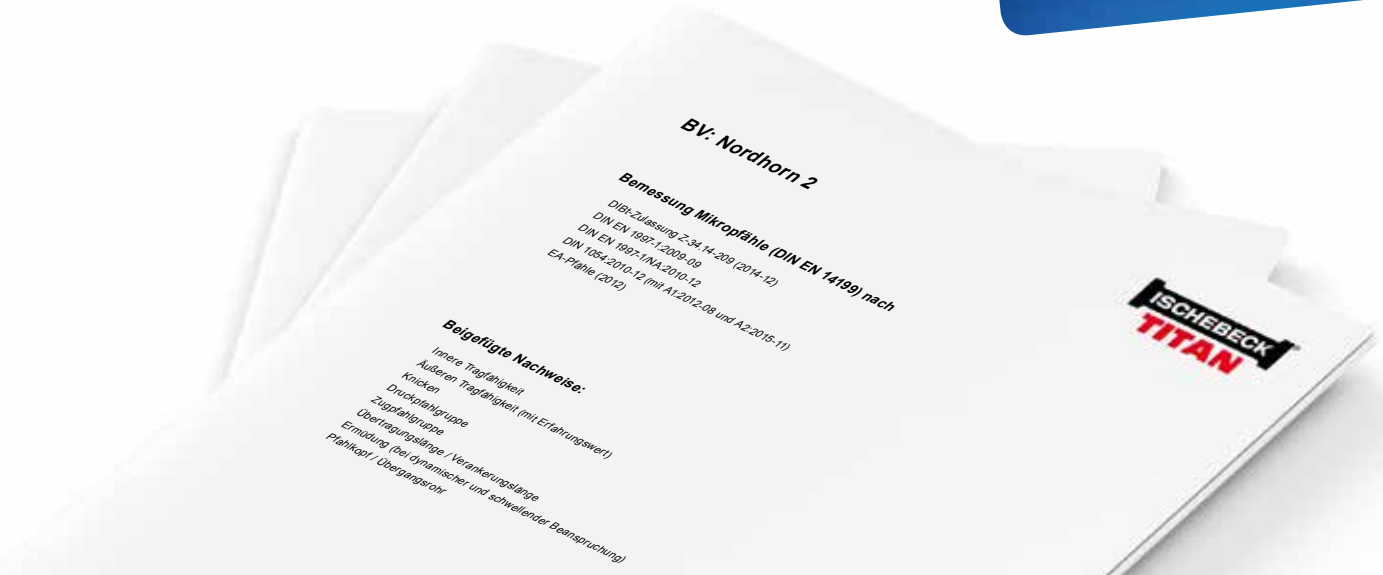 BV: Nordhorn 2
Bemessung Mikropfähle (DIN EN 14199) nach
DIBt-Zulassung Z-34.14-209 (2014-12)
DIN EN 1997-1:2009-09
DIN EN 1997-1/NA:2010-12
DIN 1054:2010-12 (mit A1:2012-08 und A2:2015-11)
EA-Pfähle (2012)
Beigefügte Nachweise:
Innere Tragfähigkeit
Äußeren Tragfähigkeit (mit Erfahrungswert)
Knicken
Druckpfahlgruppe
Zugpfahlgruppe
Übertragungslänge / Verankerungslänge
Ermüdung (bei dynamischer und schwellender Beanspruchung)
Pfahlkopf / Übergangsrohr
ISCHEBECK
TITAN